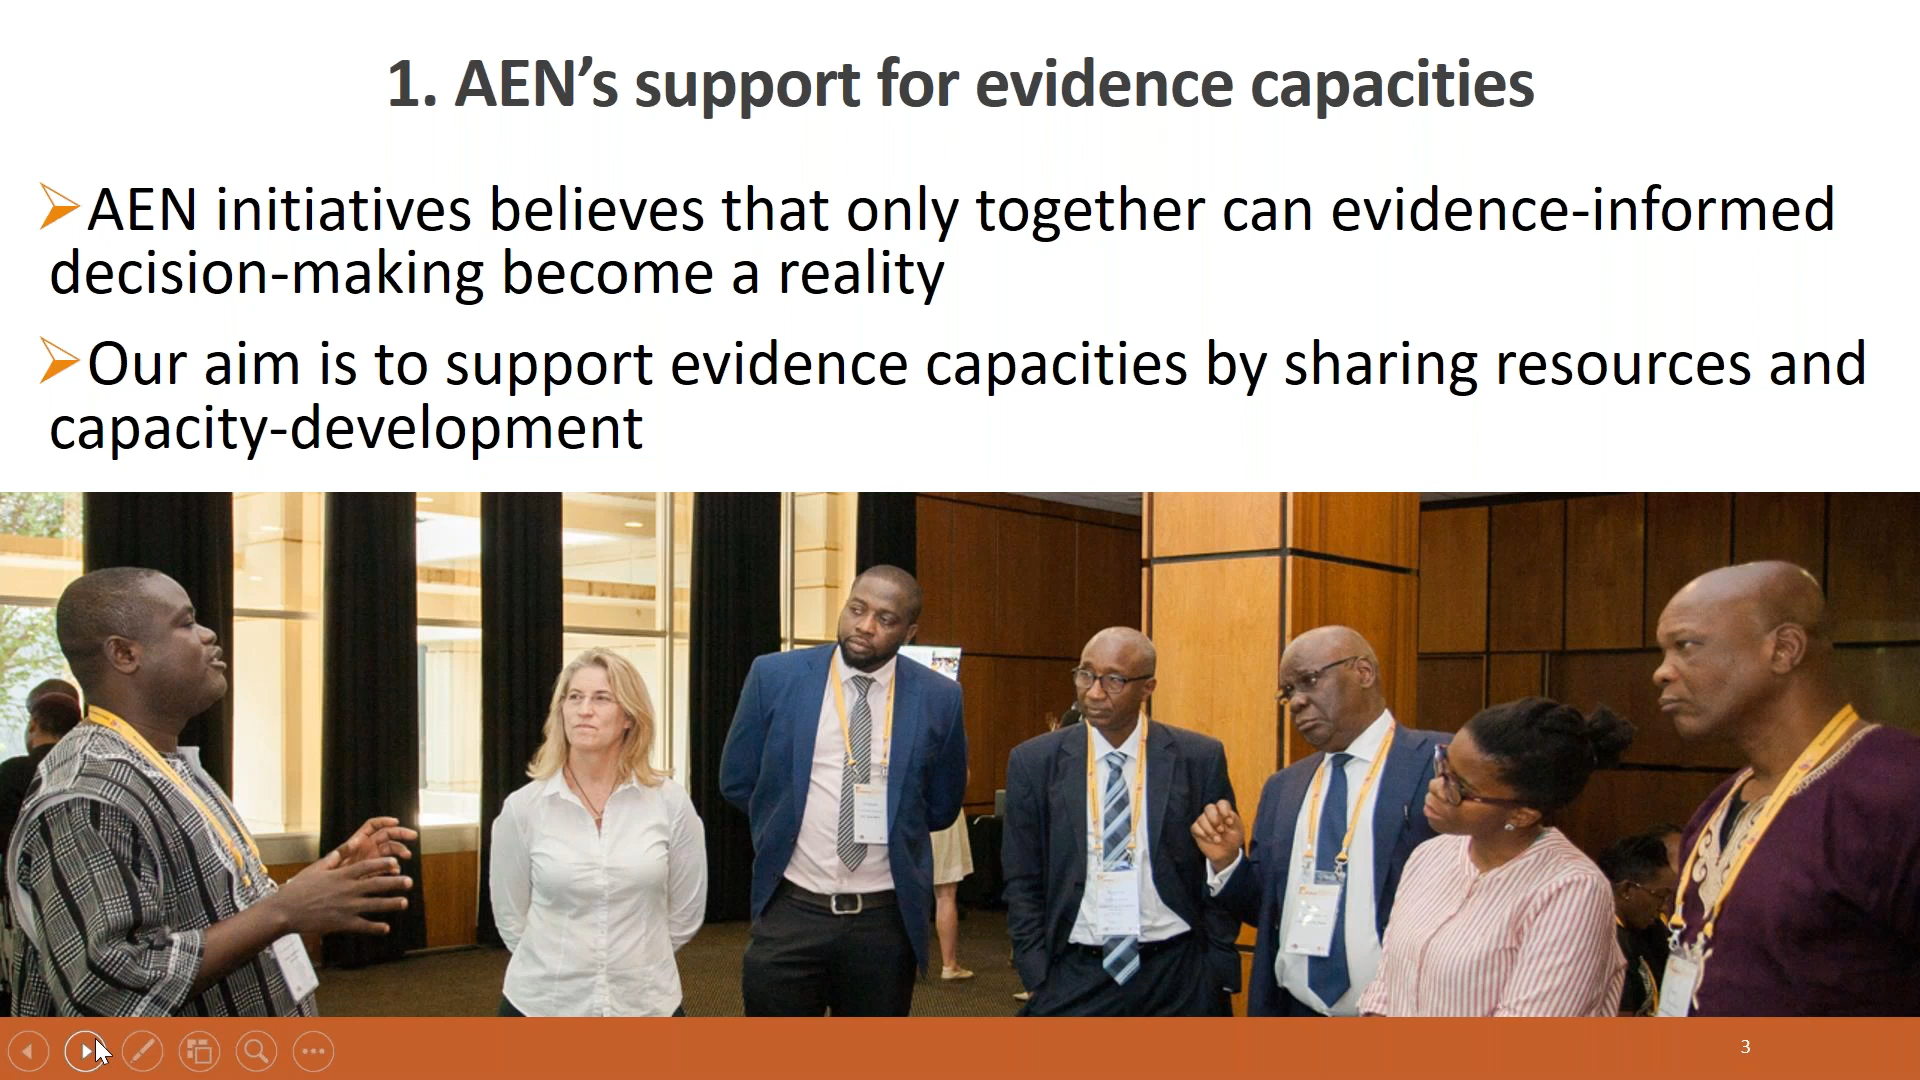 1. AEN’s support for evidence capacities
AEN initiatives believes that only together can evidence-informed
decision-making become a reality
Our aim is to support evidence capacities by sharing resources and
capacity-development
3